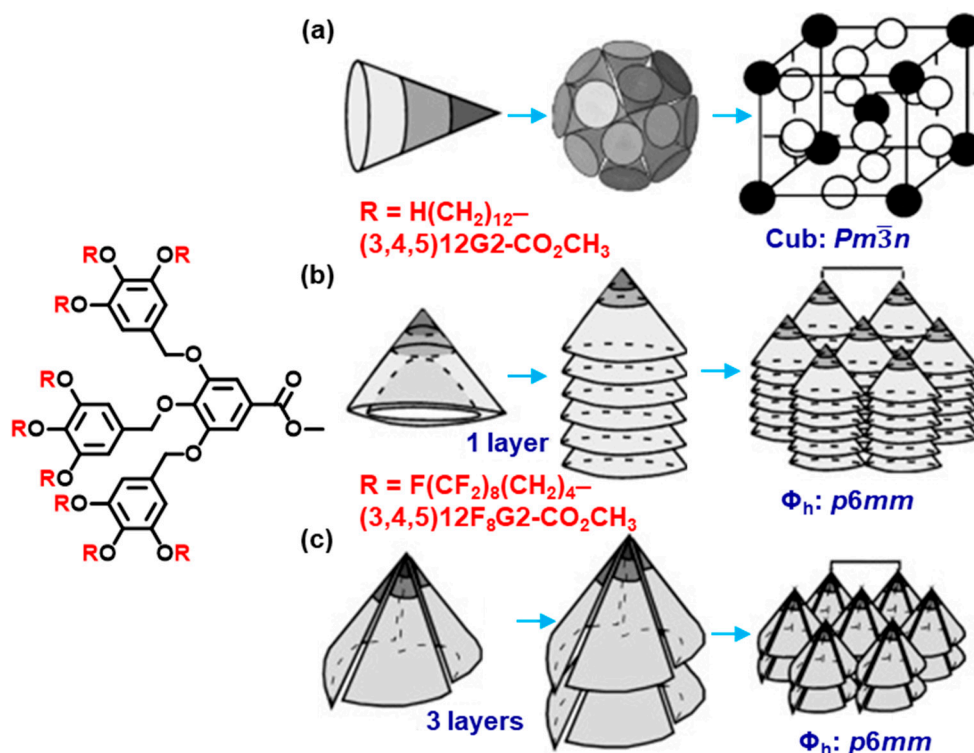 (a)
R = H(CH₂)₁₂–
(3,4,5)12G2-CO₂CH₃
Cub: Pm3̅n
(b)
1 layer
R = F(CF₂)₈(CH₂)₄–
(3,4,5)12F₈G2-CO₂CH₃
Φₕ: p6mm
(c)
3 layers
Φₕ: p6mm
RO
OR
RO
O
RO
RO
O
O
O
RO
O
RO
RO
OR